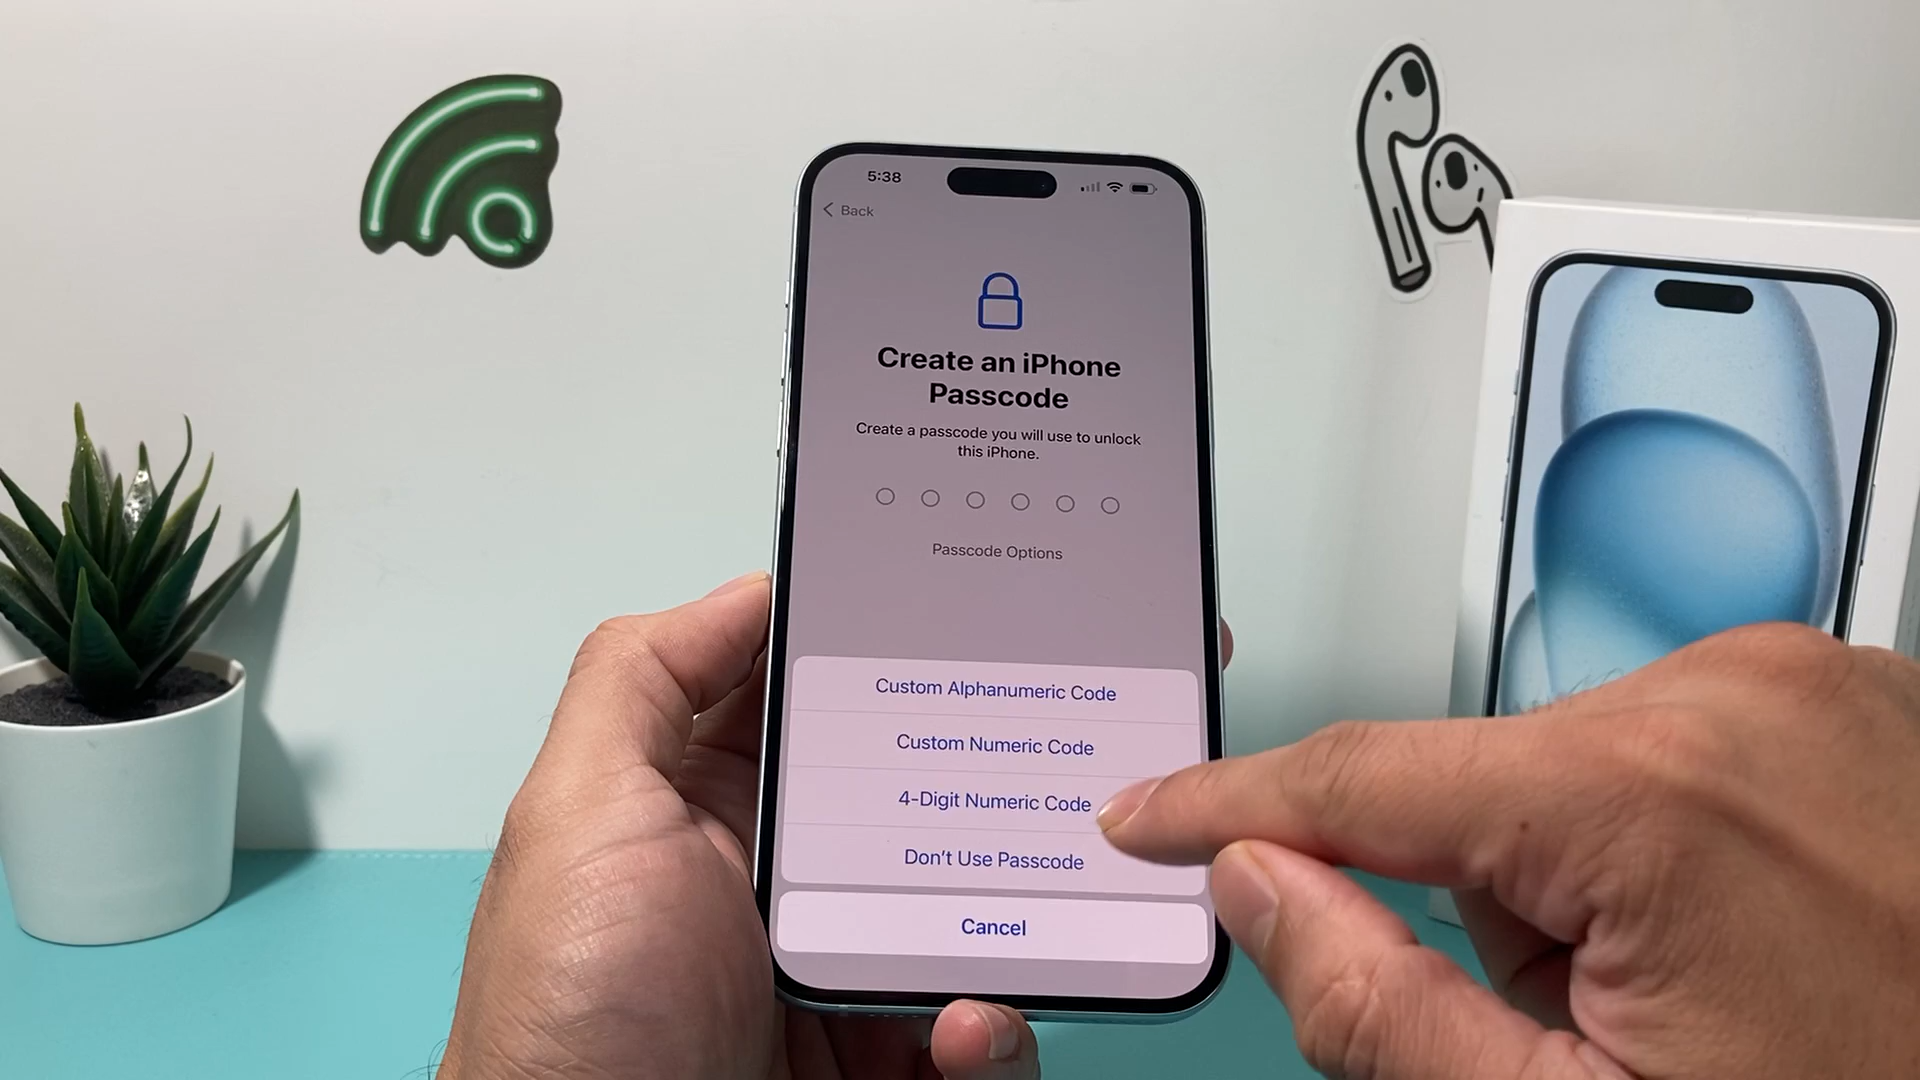 5:38
Back
Create an iPhone
Passcode
Create a passcode you will use to unlock
this iPhone.
Passcode Options
Custom Alphanumeric Code
Custom Numeric Code
4-Digit Numeric Code
Don't Use Passcode
Cancel